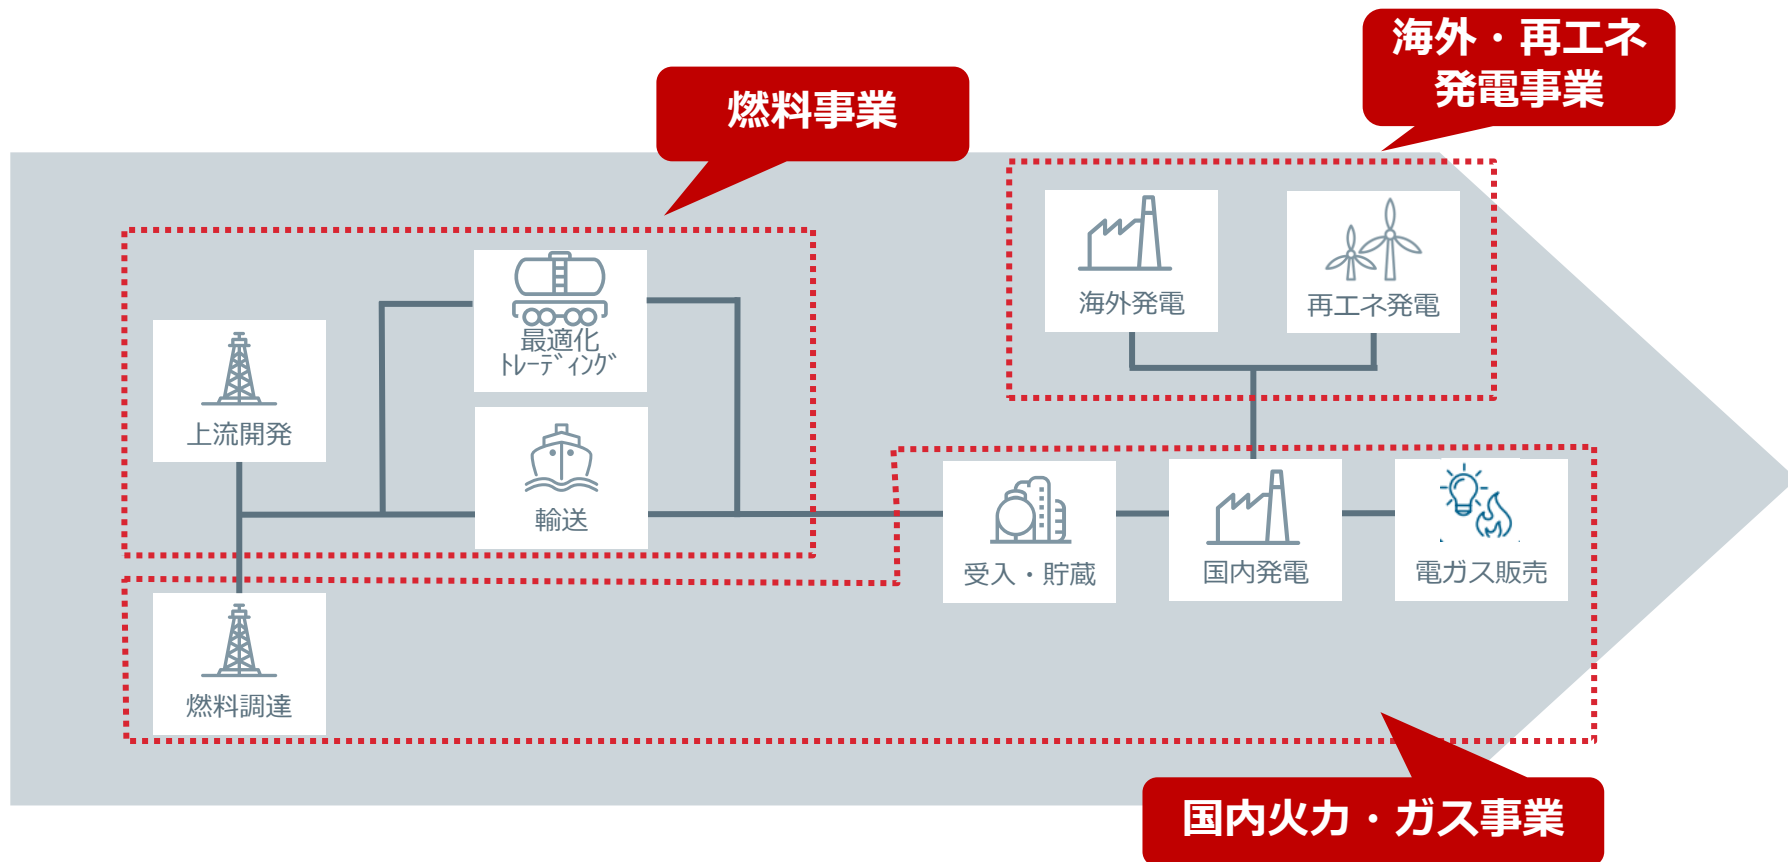 海外・再エネ
発電事業
燃料事業
海外発電
再エネ発電
最適化
ﾄﾚｰﾃﾞｨﾝｸﾞ
上流開発
輸送
受入・貯蔵
国内発電
電ガス販売
燃料調達
国内火力・ガス事業